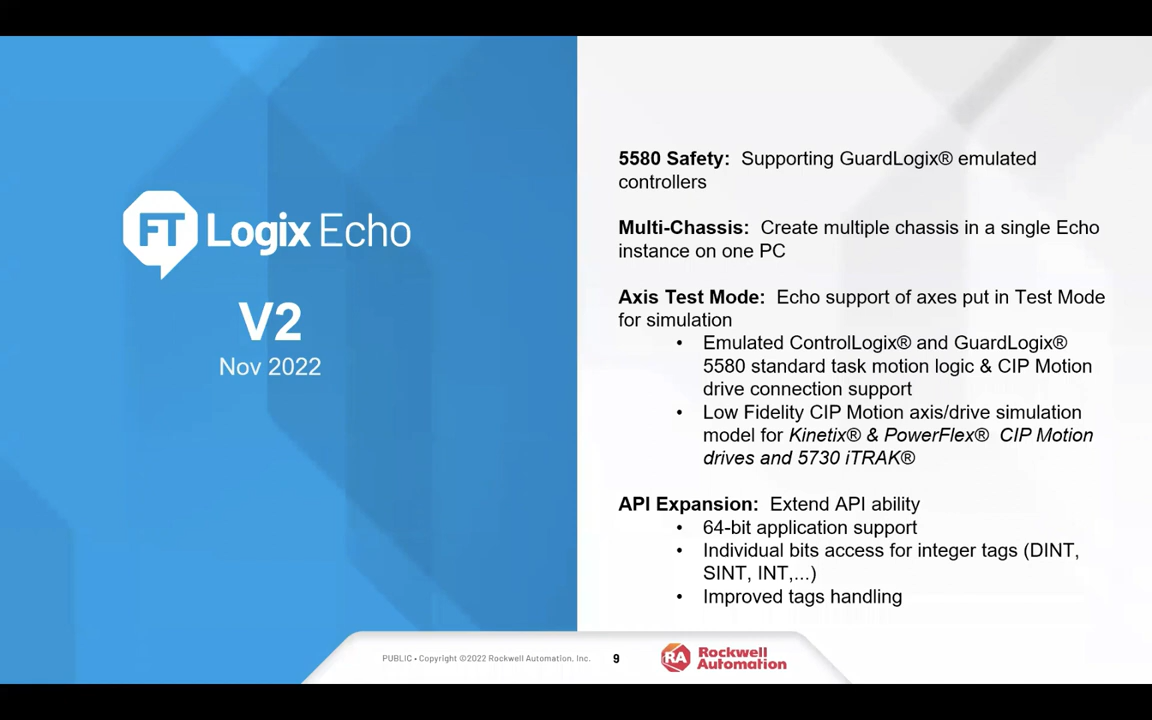 FT Logix Echo
V2
Nov 2022
5580 Safety: Supporting GuardLogix® emulated
controllers
Multi-Chassis: Create multiple chassis in a single Echo
instance on one PC
Axis Test Mode: Echo support of axes put in Test Mode
for simulation
• Emulated ControlLogix® and GuardLogix®
5580 standard task motion logic & CIP Motion
drive connection support
• Low Fidelity CIP Motion axis/drive simulation
model for Kinetix® & PowerFlex® CIP Motion
drives and 5730 iTRAK®
API Expansion: Extend API ability
• 64-bit application support
• Individual bits access for integer tags (DINT,
SINT, INT,...)
• Improved tags handling
PUBLIC • Copyright ©2022 Rockwell Automation, Inc.
9
RA Rockwell
Automation